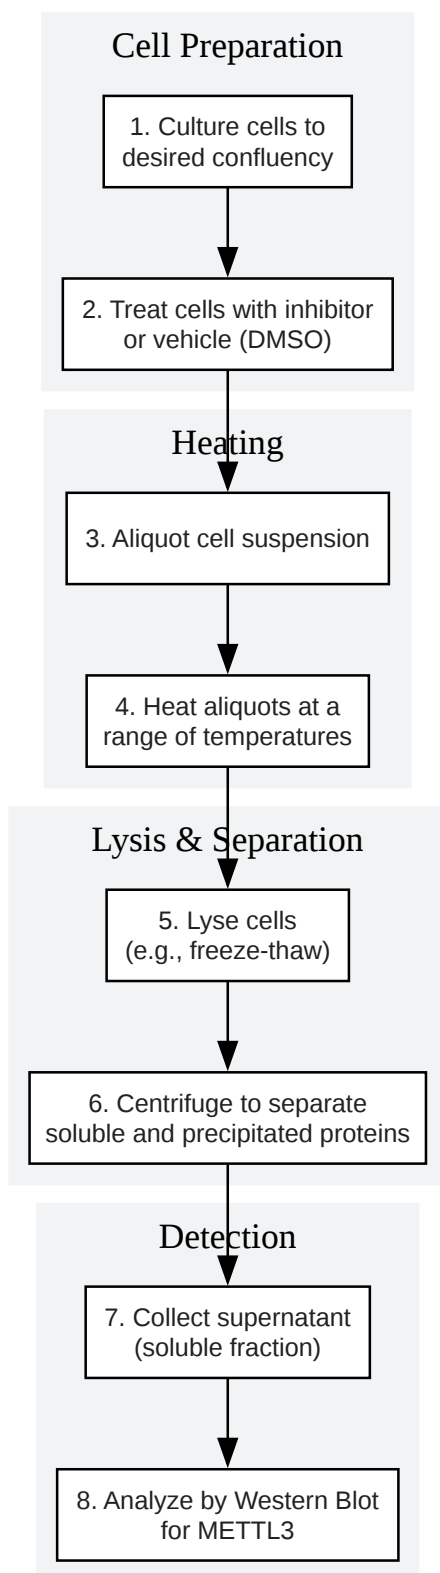 Cell Preparation
1. Culture cells to
desired confluency
2. Treat cells with inhibitor
or vehicle (DMSO)
Heating
3. Aliquot cell suspension
4. Heat aliquots at a
range of temperatures
Lysis & Separation
5. Lyse cells
(e.g., freeze-thaw)
6. Centrifuge to separate
soluble and precipitated proteins
Detection
7. Collect supernatant
(soluble fraction)
8. Analyze by Western Blot
for METTL3